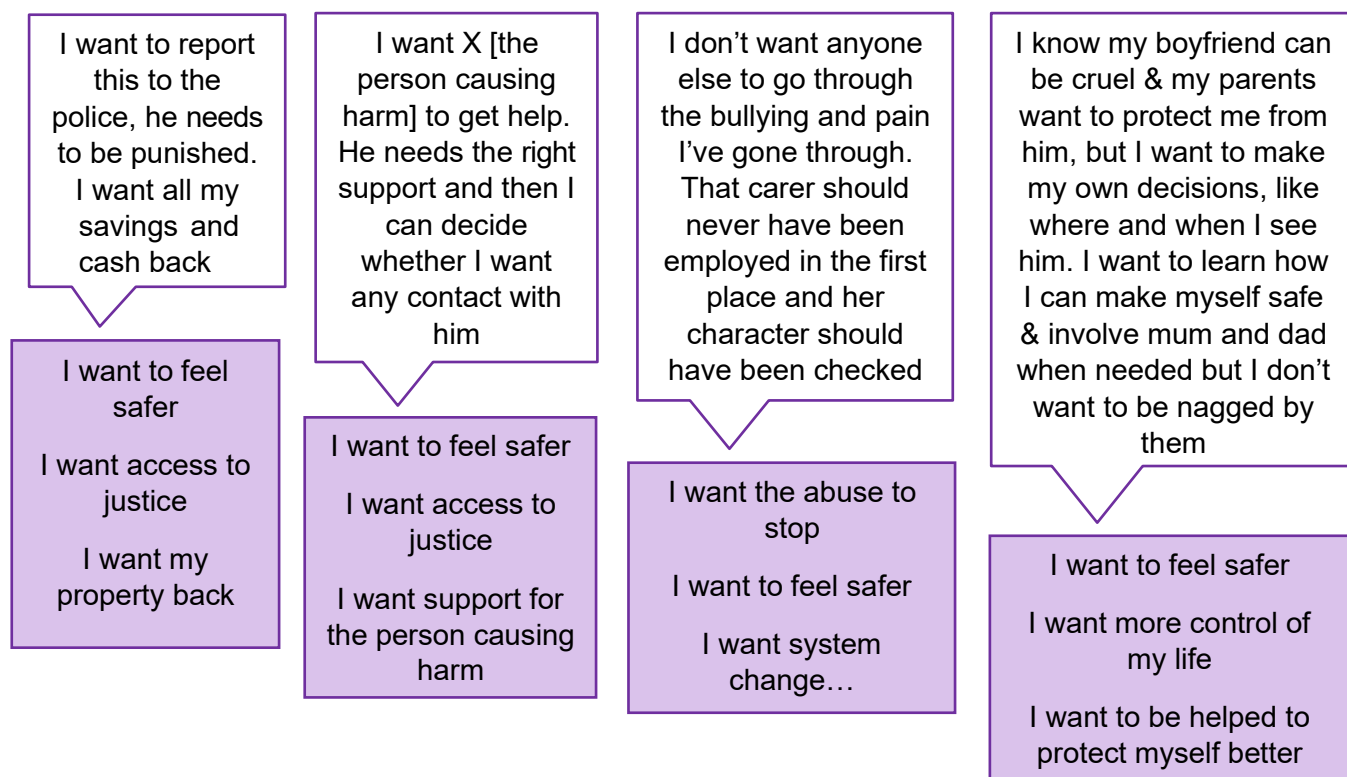 I want to report
this to the
police, he needs
to be punished.
I want all my
savings and
cash back
I want to feel
safer
I want access to
justice
I want my
property back
I want X [the
person causing
harm] to get help.
He needs the right
support and then I
can decide
whether I want
any contact with
him
I want to feel safer
I want access to
justice
I want support for
the person causing
harm
I don’t want anyone
else to go through
the bullying and pain
I’ve gone through.
That carer should
never have been
employed in the first
place and her
character should
have been checked
I want the abuse to
stop
I want to feel safer
I want system
change…
I know my boyfriend can
be cruel & my parents
want to protect me from
him, but I want to make
my own decisions, like
where and when I see
him. I want to learn how
I can make myself safe
& involve mum and dad
when needed but I don’t
want to be nagged by
them
I want to feel safer
I want more control of
my life
I want to be helped to
protect myself better